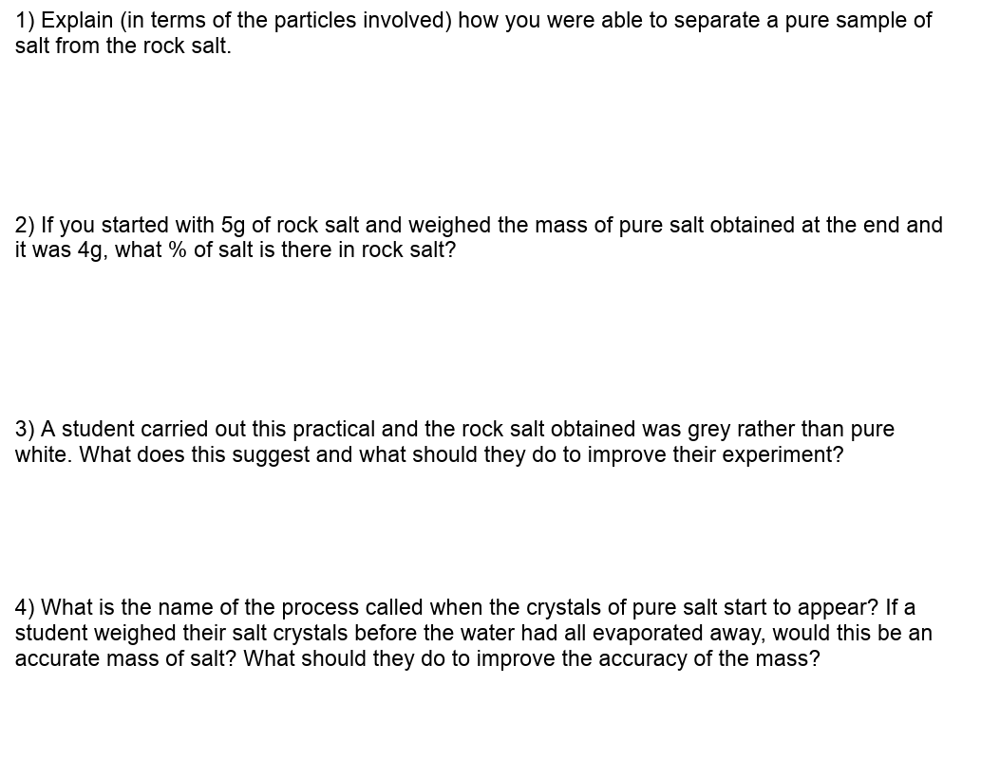 1) Explain (in terms of the particles involved) how you were able to separate a pure sample of
salt from the rock salt.
2) If you started with 5g of rock salt and weighed the mass of pure salt obtained at the end and
it was 4g, what % of salt is there in rock salt?
3) A student carried out this practical and the rock salt obtained was grey rather than pure
white. What does this suggest and what should they do to improve their experiment?
4) What is the name of the process called when the crystals of pure salt start to appear? If a
student weighed their salt crystals before the water had all evaporated away, would this be an
accurate mass of salt? What should they do to improve the accuracy of the mass?